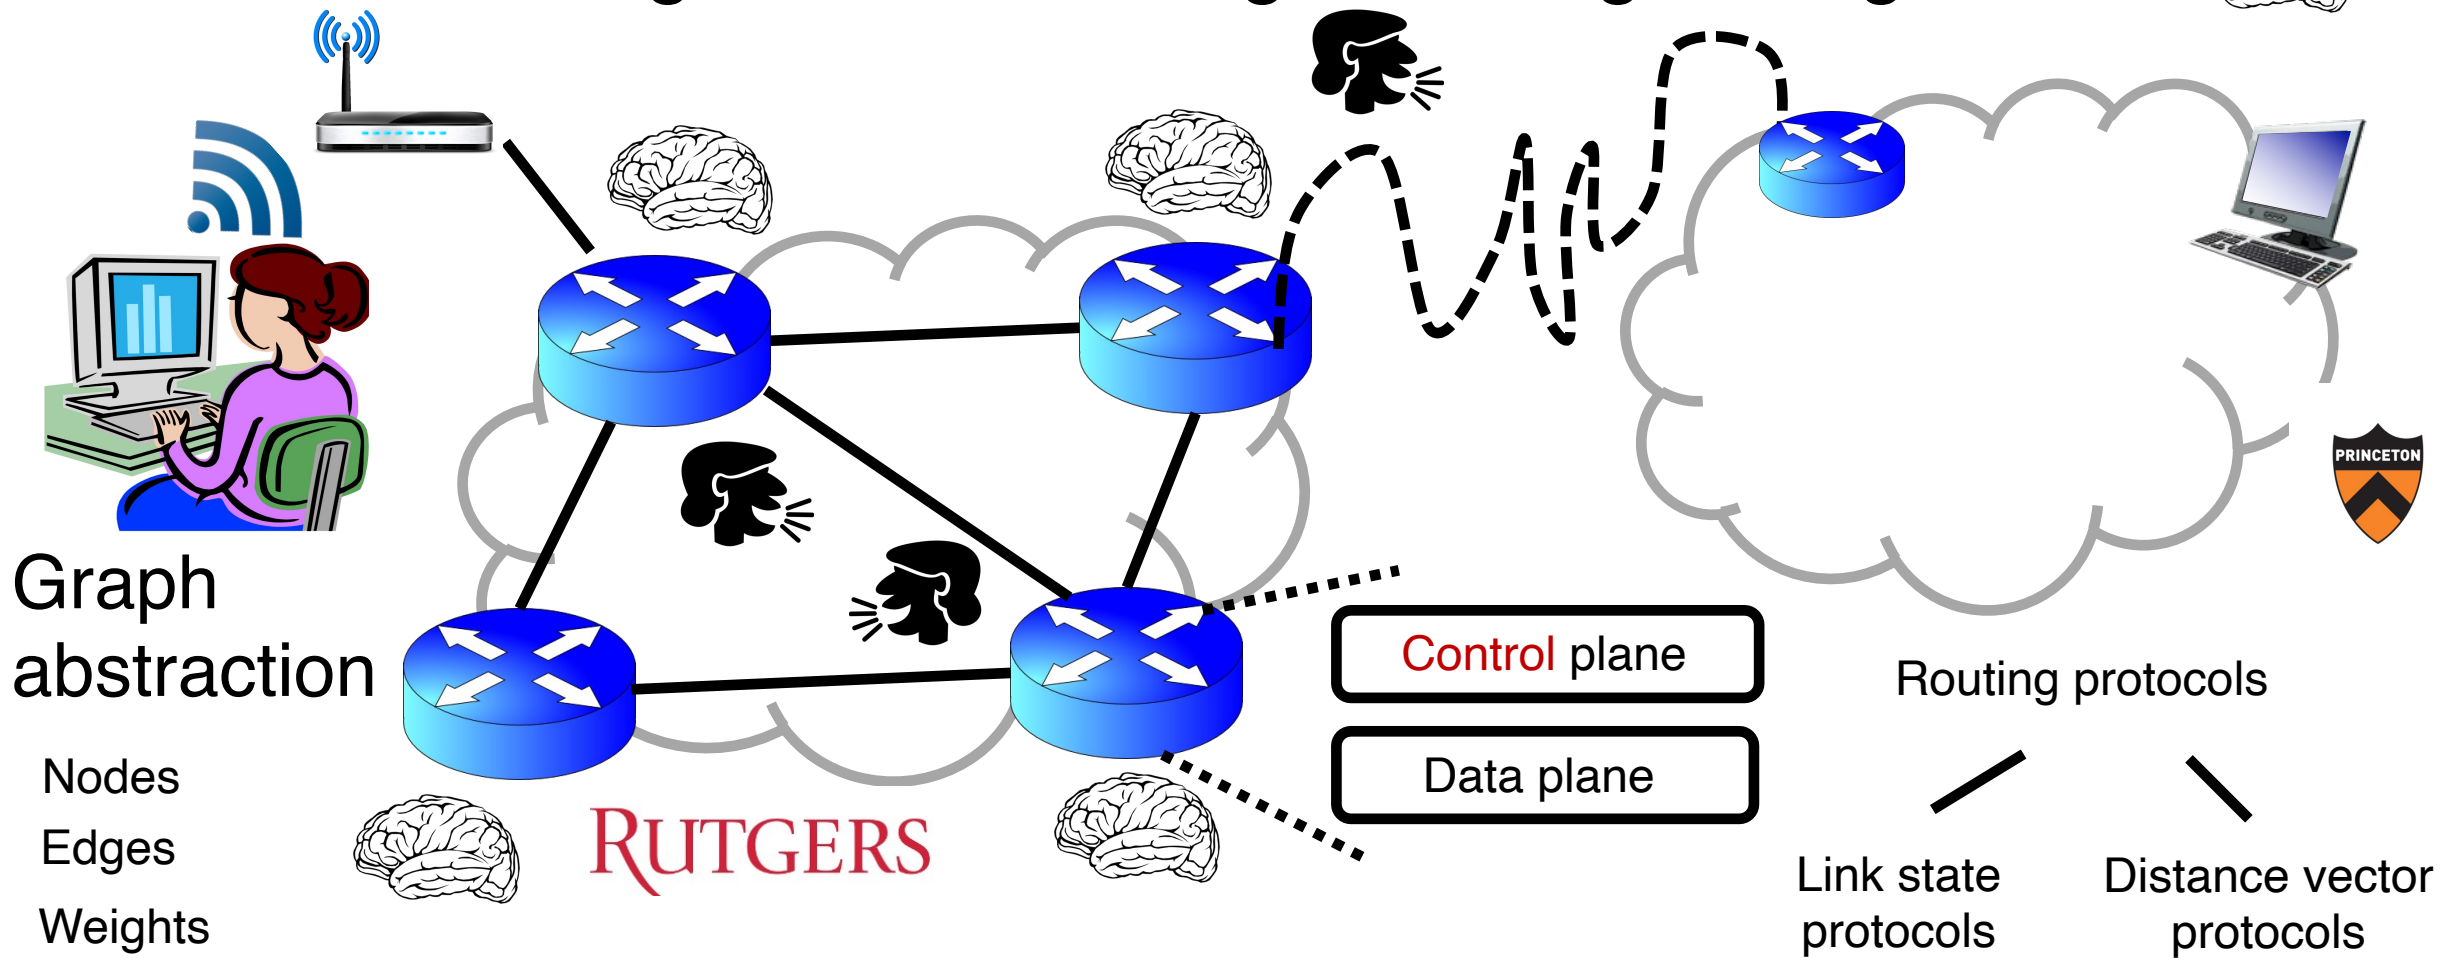 PRINCETON
Graph
abstraction
Control plane
Routing protocols
Data plane
Nodes
Edges
Weights
RUTGERS
Link state
protocols
Distance vector
protocols